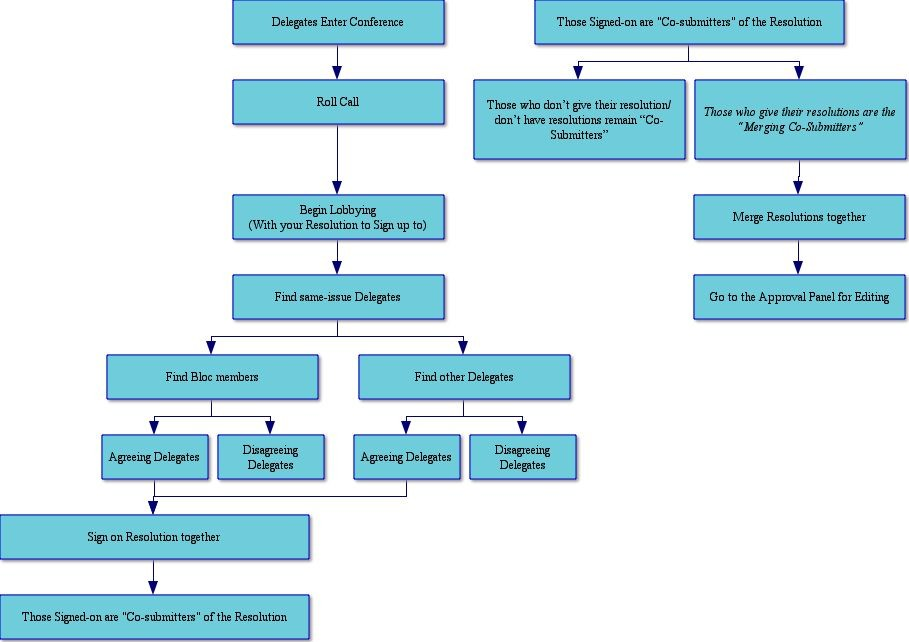 Delegates Enter Conference
Roll Call
Begin Lobbying
(With your Resolution to Sign up to)
Find same-issue Delegates
Find Bloc members
Find other Delegates
Agreeing Delegates
Disagreeing
Delegates
Agreeing Delegates
Disagreeing
Delegates
Sign on Resolution together
Those Signed-on are "Co-submitters" of the Resolution
Those Signed-on are "Co-submitters" of the Resolution
Those who don’t give their resolution/
don’t have resolutions remain “Co-
Submitters”
Those who give their resolutions are the
“Merging Co-Submitters”
Merge Resolutions together
Go to the Approval Panel for Editing